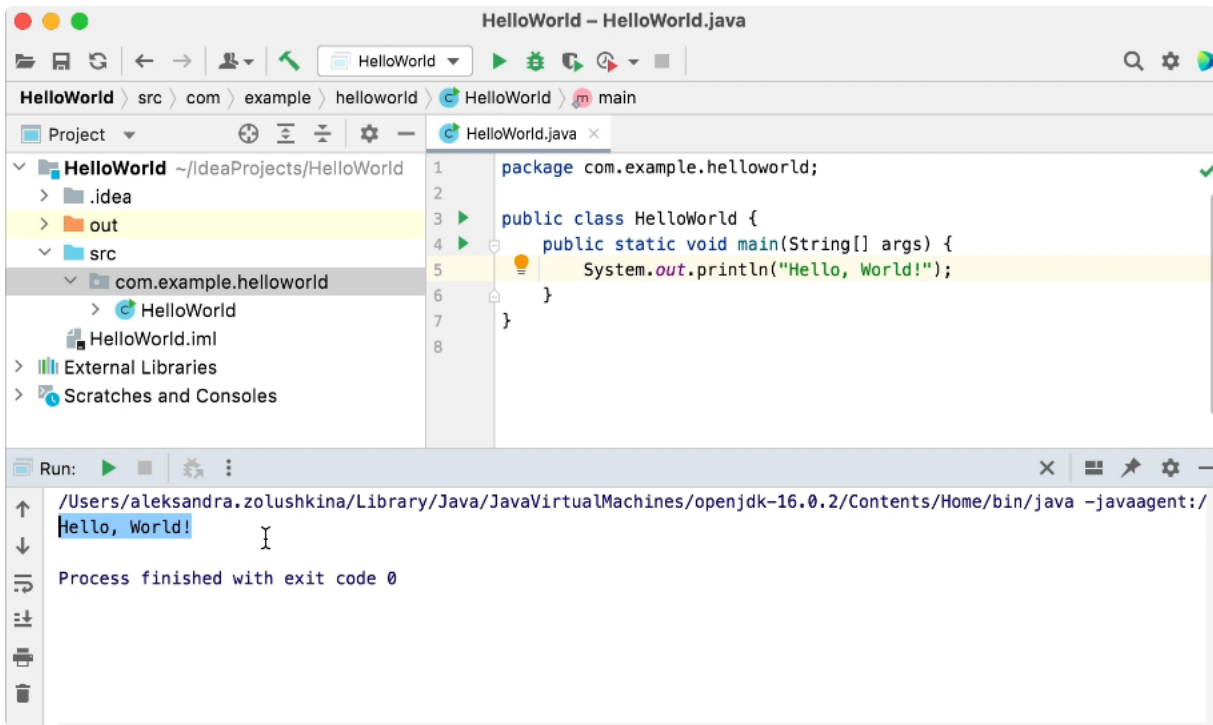 HelloWorld – HelloWorld.java
HelloWorld
HelloWorld src com example helloworld HelloWorld main
Project
HelloWorld.java
HelloWorld ~/IdeaProjects/HelloWorld
.idea
out
src
com.example.helloworld
HelloWorld
HelloWorld.iml
External Libraries
Scratches and Consoles
1 package com.example.helloworld;
2
3 public class HelloWorld {
4 public static void main(String[] args) {
5 System.out.println("Hello, World!");
6 }
7 }
8
Run:
/Users/aleksandra.zolushkina/Library/Java/JavaVirtualMachines/openjdk-16.0.2/Contents/Home/bin/java -javaagent:/
Hello, World!
Process finished with exit code 0